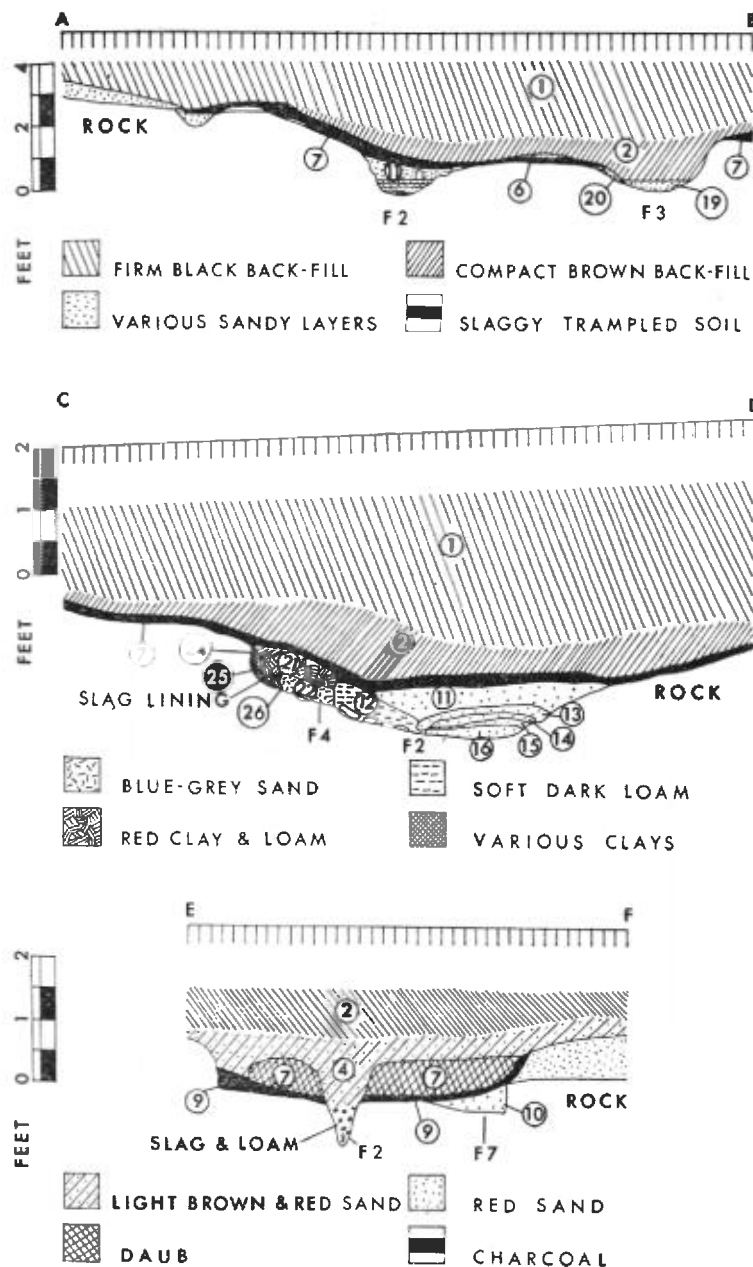 A B
4
2
0
FEET
ROCK
1
7
2
7
11
6
20
19
F 2
F 3
FIRM BLACK BACK-FILL
COMPACT BROWN BACK-FILL
VARIOUS SANDY LAYERS
SLAGGY TRAMPLED SOIL
C
2
1
0
FEET
1
2
7
25
21
22
12
11
SLAG LINING
26
F 4
F 2
16
15
14
13
ROCK
BLUE-GREY SAND
SOFT DARK LOAM
RED CLAY & LOAM
VARIOUS CLAYS
E F
2
1
0
FEET
2
4
7
7
9
9
10
ROCK
SLAG & LOAM
3
F 2
F 7
LIGHT BROWN & RED SAND
RED SAND
DAUB
CHARCOAL